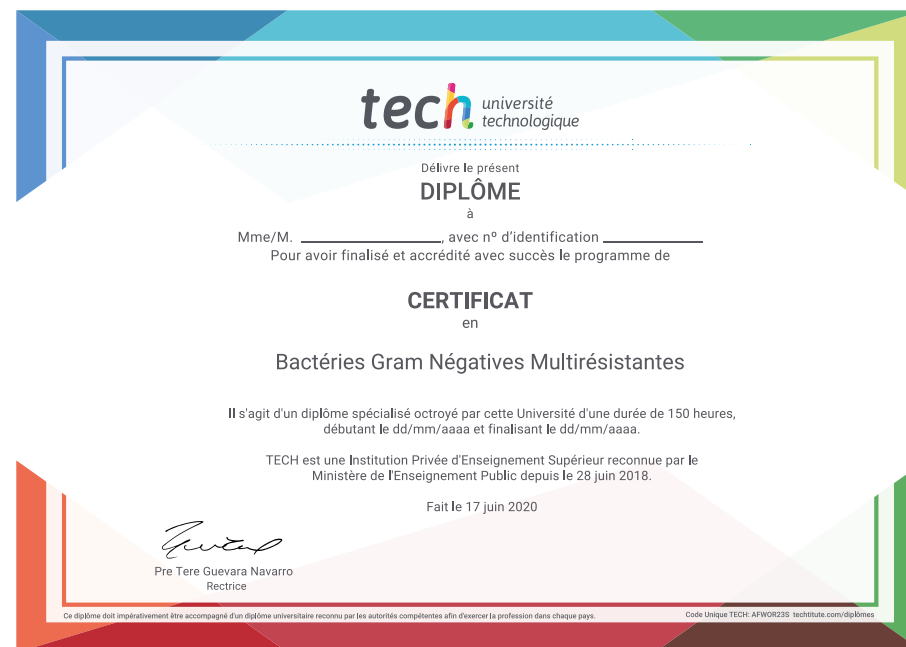 tech université
technologique
Délivre le présent
DIPLÔME
à
Mme/M. ____________________, avec nº d’identification ______________
Pour avoir finalisé et accrédité avec succès le programme de
CERTIFICAT
en
Bactéries Gram Négatives Multirésistantes
Il s'agit d'un diplôme spécialisé octroyé par cette Université d'une durée de 150 heures,
débutant le dd/mm/aaaa et finalisant le dd/mm/aaaa.
TECH est une Institution Privée d'Enseignement Supérieur reconnue par le
Ministère de l'Enseignement Public depuis le 28 juin 2018.
Fait le 17 juin 2020
Pre Tere Guevara Navarro
Rectrice
Ce diplôme doit impérativement être accompagné d'un diplôme universitaire reconnu par les autorités compétentes afin d'exercer la profession dans chaque pays.
Code Unique TECH: AFWOR23S techtitute.com/diplômes